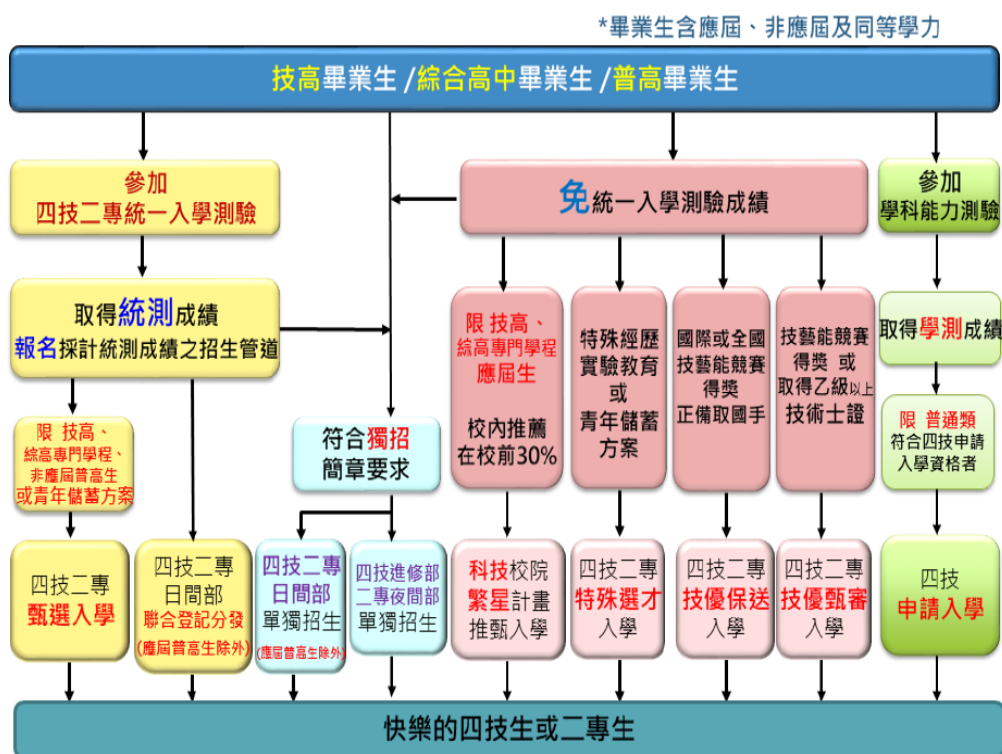 *畢業生含應屆、非應屆及同等學力
技高畢業生 /綜合高中畢業生 /普高畢業生
參加
四技二專統一入學測驗
免統一入學測驗成績
參加
學科能力測驗
取得統測成績
報名採計統測成績之招生管道
限 技高、
綜高專門學程
應屆生
校內推薦
在校前30%
特殊經歷
實驗教育
或
青年儲蓄
方案
國際或全國
技藝能競賽
得獎
正備取國手
技藝能競賽
得獎 或
取得乙級以上
技術士證
取得學測成績
限 技高、
綜高專門學程、
非應屆普高生
或青年儲蓄方案
符合獨招
簡章要求
限 普通類
符合四技申請
入學資格者
四技二專
甄選入學
四技二專
日間部
聯合登記分發
(應屆普高生除外)
四技二專
日間部
單獨招生
(應屆普高生除外)
四技進修部
二專夜間部
單獨招生
科技校院
繁星計畫
推甄入學
四技二專
特殊選才
入學
四技二專
技優保送
入學
四技二專
技優甄審
入學
四技
申請入學
快樂的四技生或二專生